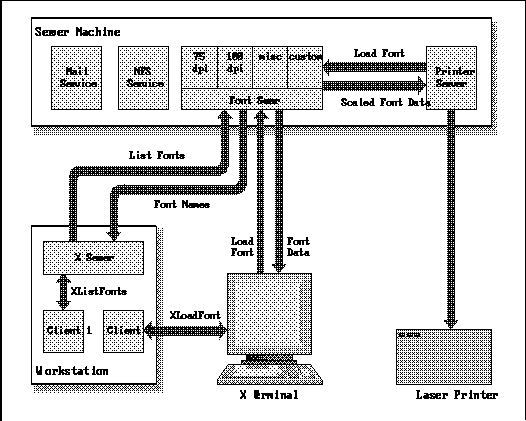 Server Machine
Mail
Service
NFS
Service
75
dpi
100
dpi
misc
custom
Font Server
Load Font
Scaled Font Data
Printer
Server
List Fonts
Font Names
X Server
XListFonts
Client 1
Client
Workstation
XLoadFont
Load
Font
Font
Data
X Terminal
Laser Printer